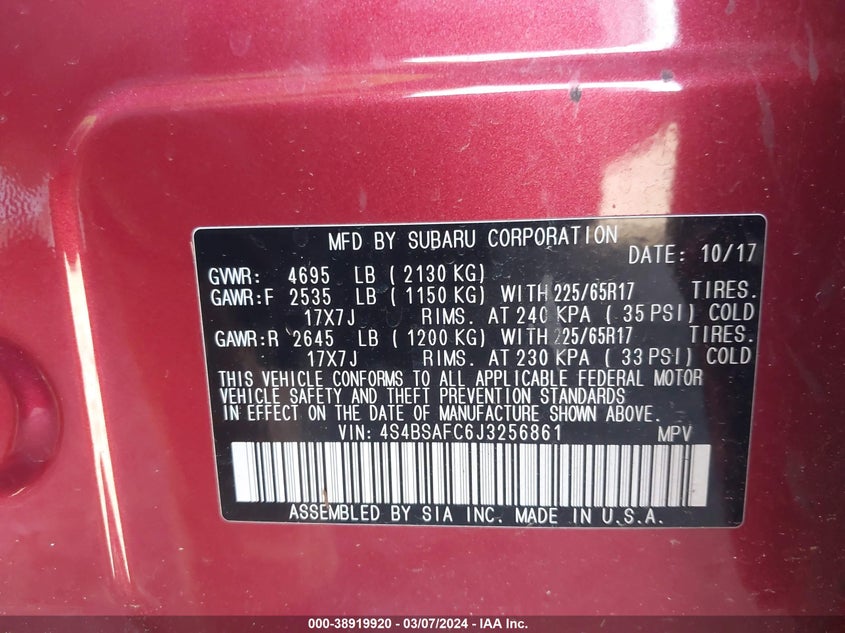 MFD BY SUBARU CORPORATION
DATE: 10/17
GVWR: 4695 LB (2130 KG)
GAWR:F 2535 LB (1150 KG) WITH 225/65R17 TIRES.
17X7J RIMS. AT 240 KPA (35 PSI) COLD
GAWR:R 2645 LB (1200 KG) WITH 225/65R17 TIRES.
17X7J RIMS. AT 230 KPA (33 PSI) COLD
THIS VEHICLE CONFORMS TO ALL APPLICABLE FEDERAL MOTOR
VEHICLE SAFETY AND THEFT PREVENTION STANDARDS
IN EFFECT ON THE DATE OF MANUFACTURE SHOWN ABOVE.
VIN: 4S4BSAFC6J3256861 MPV
ASSEMBLED BY SIA INC. MADE IN U.S.A.
000-38919920 - 03/07/2024 - IAA Inc.